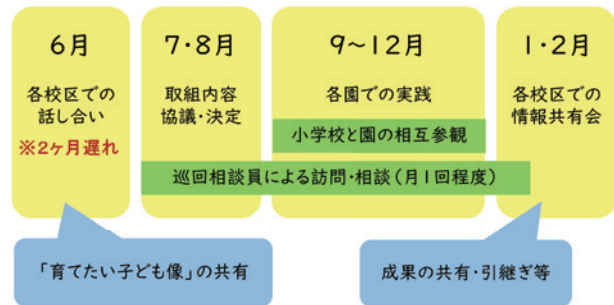 6月
各校区での
話し合い
※2ヶ月遅れ
7・8月
取組内容
協議・決定
9～12月
各園での実践
1・2月
各校区での
情報共有会
小学校と園の相互参観
巡回相談員による訪問・相談(月1回程度)
「育てたい子ども像」の共有
成果の共有・引継ぎ等